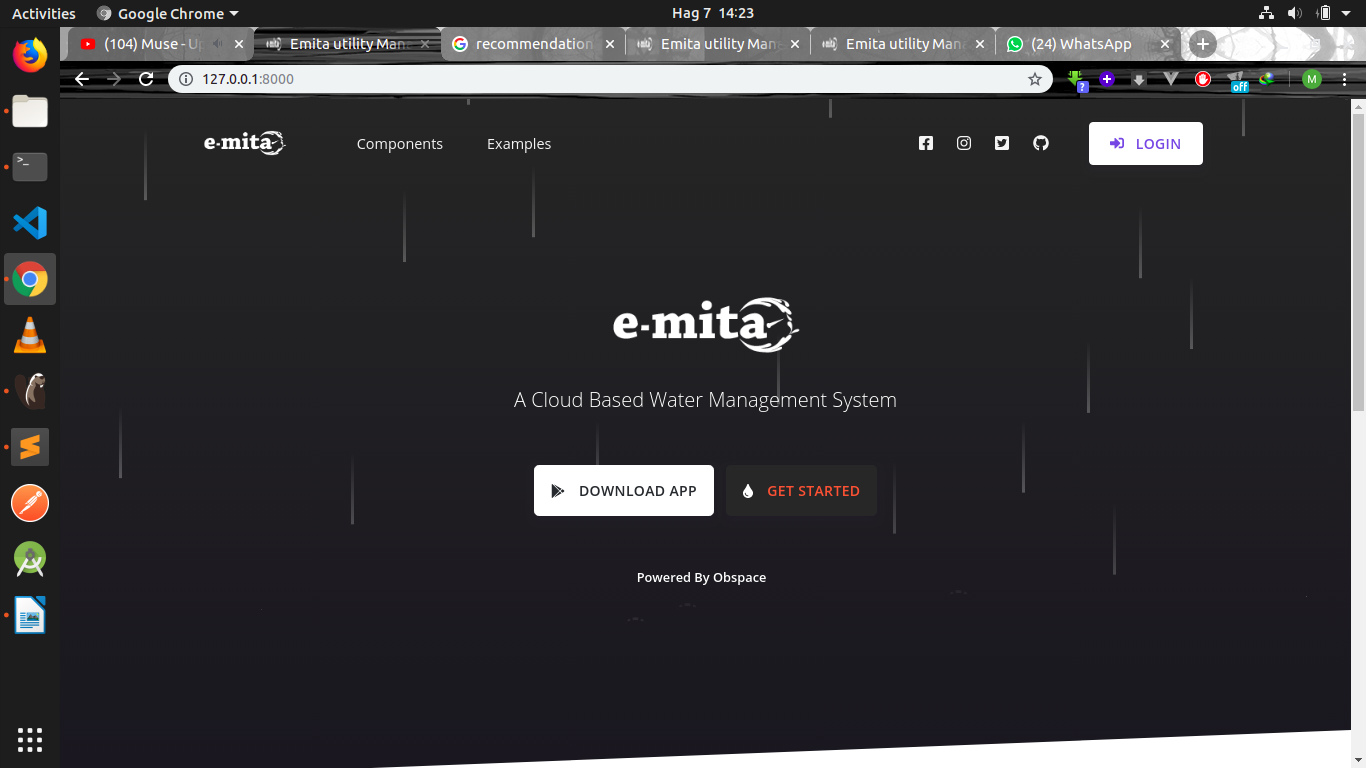 Activities
Google Chrome
Hag 7 14:23
(104) Muse - Up
Emita utility Man
recommendation
Emita utility Man
Emita utility Man
(24) WhatsApp
127.0.0.1:8000
?
off
M
e-mita
Components
Examples
LOGIN
e-mita
A Cloud Based Water Management System
DOWNLOAD APP
GET STARTED
Powered By Obspace